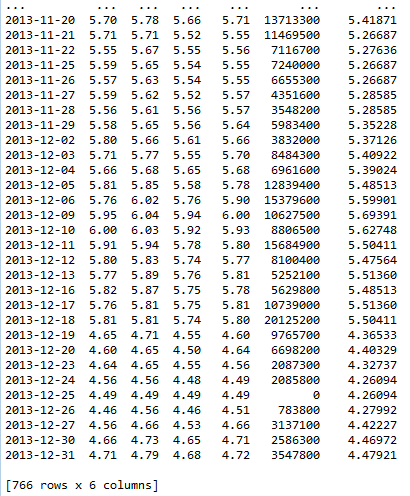 ... ... ... ... ... ... ...
2013-11-20 5.70 5.78 5.66 5.71 13713300 5.41871
2013-11-21 5.71 5.71 5.52 5.55 11469500 5.26687
2013-11-22 5.55 5.67 5.55 5.56 7116700 5.27636
2013-11-25 5.59 5.65 5.54 5.55 7240000 5.26687
2013-11-26 5.57 5.63 5.54 5.55 6655300 5.26687
2013-11-27 5.59 5.62 5.52 5.57 4351600 5.28585
2013-11-28 5.56 5.61 5.56 5.57 3548200 5.28585
2013-11-29 5.58 5.65 5.56 5.64 5983400 5.35228
2013-12-02 5.80 5.66 5.61 5.66 3832000 5.37126
2013-12-03 5.71 5.77 5.55 5.70 8484300 5.40922
2013-12-04 5.66 5.68 5.65 5.68 6961600 5.39024
2013-12-05 5.81 5.85 5.58 5.78 12839400 5.48513
2013-12-06 5.76 6.02 5.76 5.90 15379600 5.59901
2013-12-09 5.95 6.04 5.94 6.00 10627500 5.69391
2013-12-10 6.00 6.03 5.92 5.93 8806500 5.62748
2013-12-11 5.91 5.94 5.78 5.80 15684900 5.50411
2013-12-12 5.80 5.83 5.74 5.77 8100400 5.47564
2013-12-13 5.77 5.89 5.76 5.81 5252100 5.51360
2013-12-16 5.82 5.87 5.75 5.78 5629800 5.48513
2013-12-17 5.76 5.81 5.75 5.81 10739000 5.51360
2013-12-18 5.81 5.81 5.74 5.80 20125200 5.50411
2013-12-19 4.65 4.71 4.55 4.60 9765700 4.36533
2013-12-20 4.60 4.65 4.50 4.64 6698200 4.40329
2013-12-23 4.64 4.65 4.55 4.56 2087300 4.32737
2013-12-24 4.56 4.56 4.48 4.49 2085800 4.26094
2013-12-25 4.49 4.49 4.49 4.49 0 4.26094
2013-12-26 4.46 4.56 4.46 4.51 783800 4.27992
2013-12-27 4.56 4.66 4.53 4.66 3137100 4.42227
2013-12-30 4.66 4.73 4.65 4.71 2586300 4.46972
2013-12-31 4.71 4.79 4.68 4.72 3547800 4.47921
[766 rows x 6 columns]